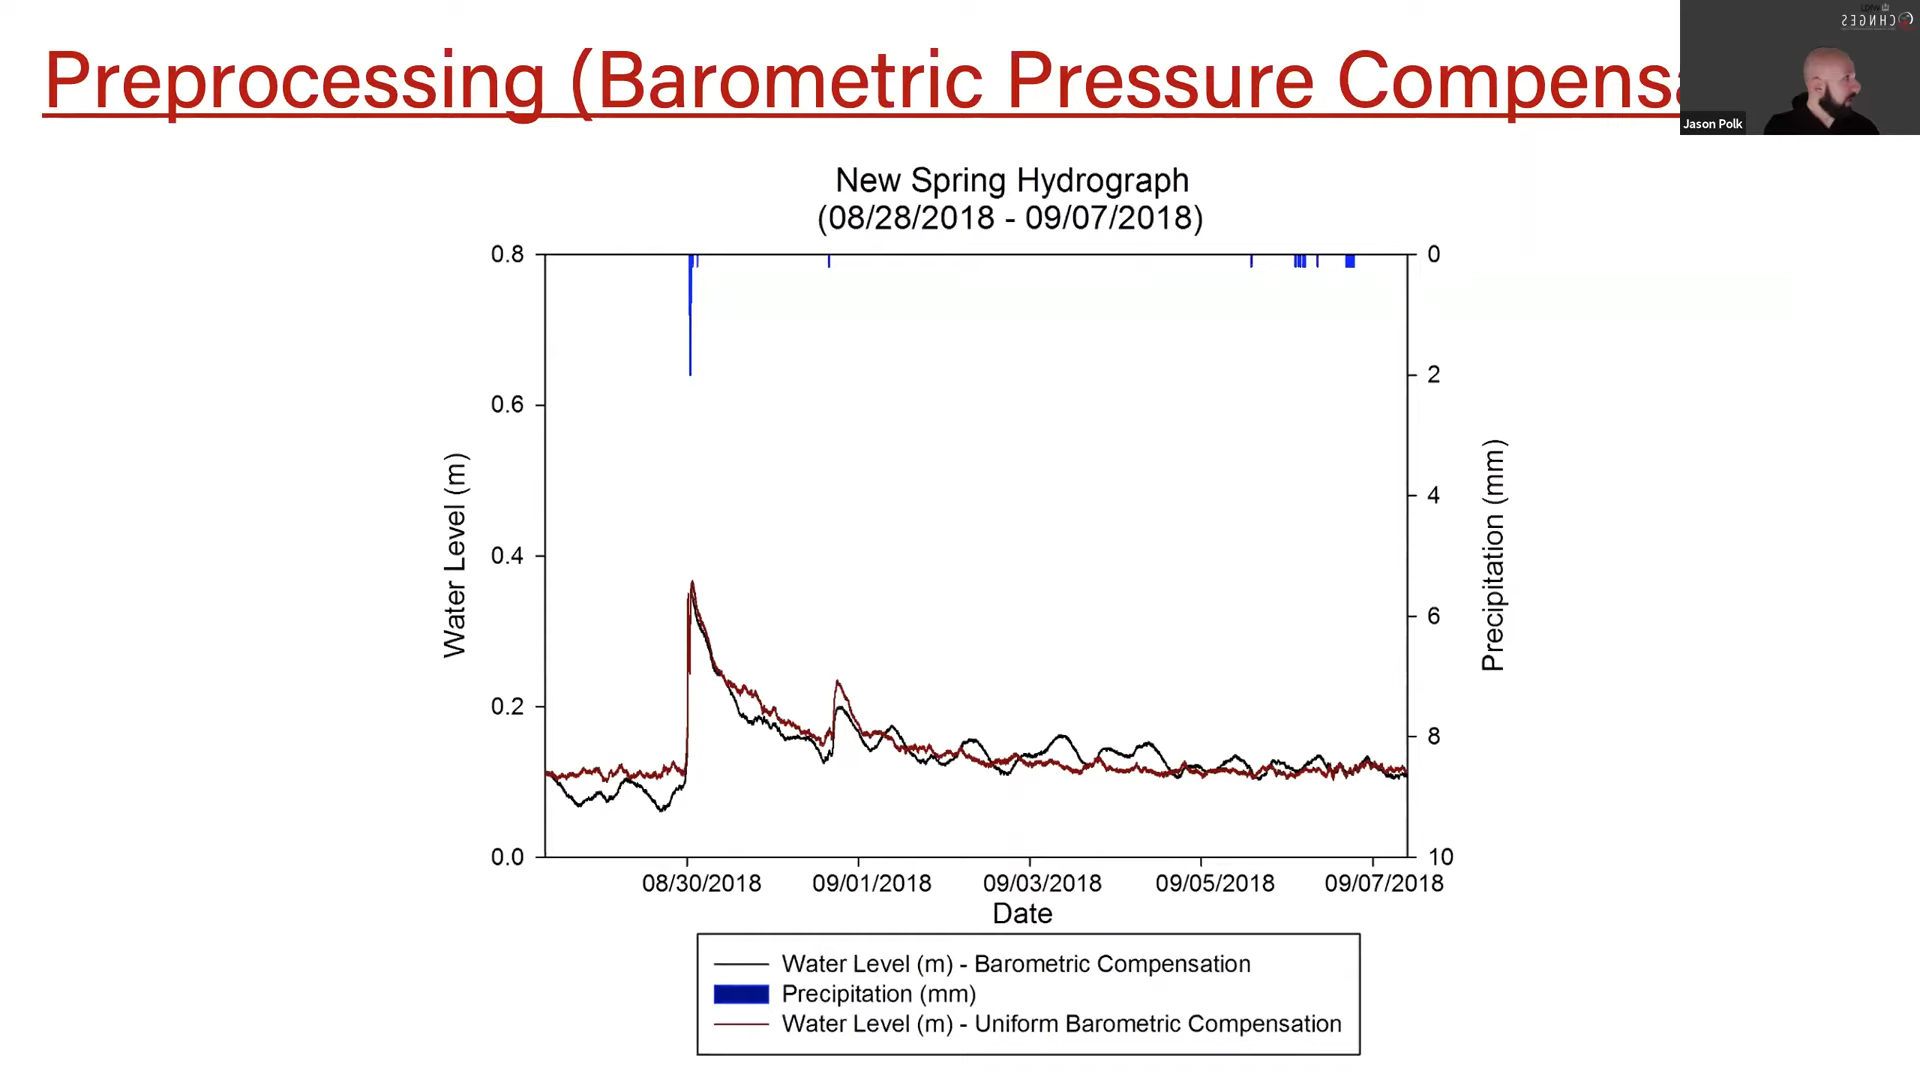 Preprocessing (Barometric Pressure Compensa
Jason Polk
New Spring Hydrograph
(08/28/2018 - 09/07/2018)
0.8
0.6
0.4
0.2
0.0
Water Level (m)
0
2
4
6
8
10
Precipitation (mm)
08/30/2018 09/01/2018 09/03/2018 09/05/2018 09/07/2018
Date
Water Level (m) - Barometric Compensation
Precipitation (mm)
Water Level (m) - Uniform Barometric Compensation